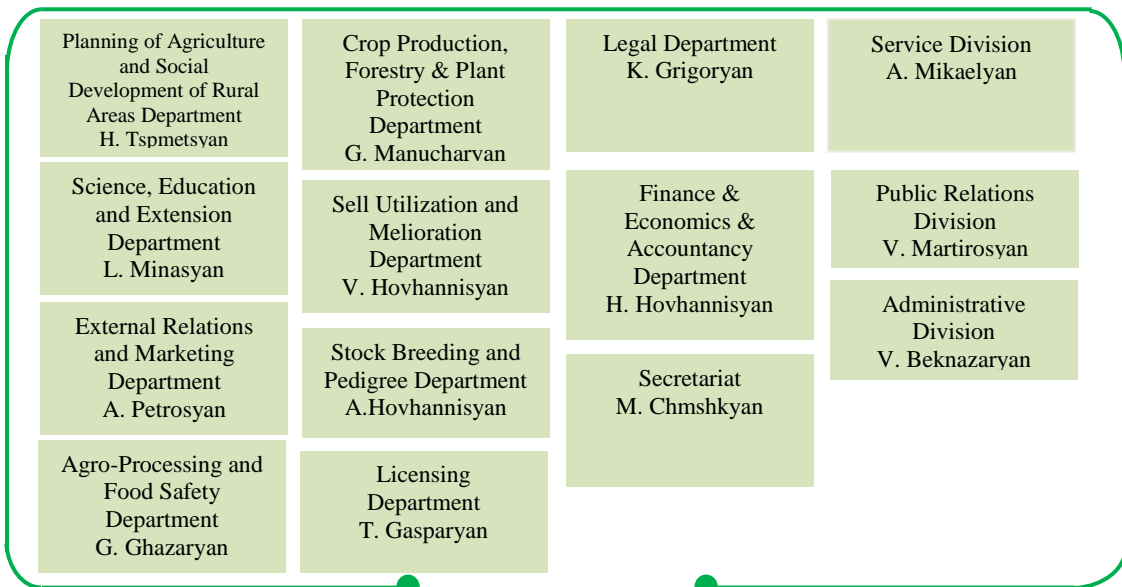 Planning of Agriculture
and Social
Development of Rural
Areas Department
H. Tspmetsyan
Science, Education
and Extension
Department
L. Minasyan
External Relations
and Marketing
Department
A. Petrosyan
Agro-Processing and
Food Safety
Department
G. Ghazaryan
Crop Production,
Forestry & Plant
Protection
Department
G. Manucharyan
Sell Utilization and
Melioration
Department
V. Hovhannisyan
Stock Breeding and
Pedigree Department
A.Hovhannisyan
Licensing
Department
T. Gasparyan
Legal Department
K. Grigoryan
Finance &
Economics &
Accountancy
Department
H. Hovhannisyan
Secretariat
M. Chmshkyan
Service Division
A. Mikaelyan
Public Relations
Division
V. Martirosyan
Administrative
Division
V. Beknazaryan